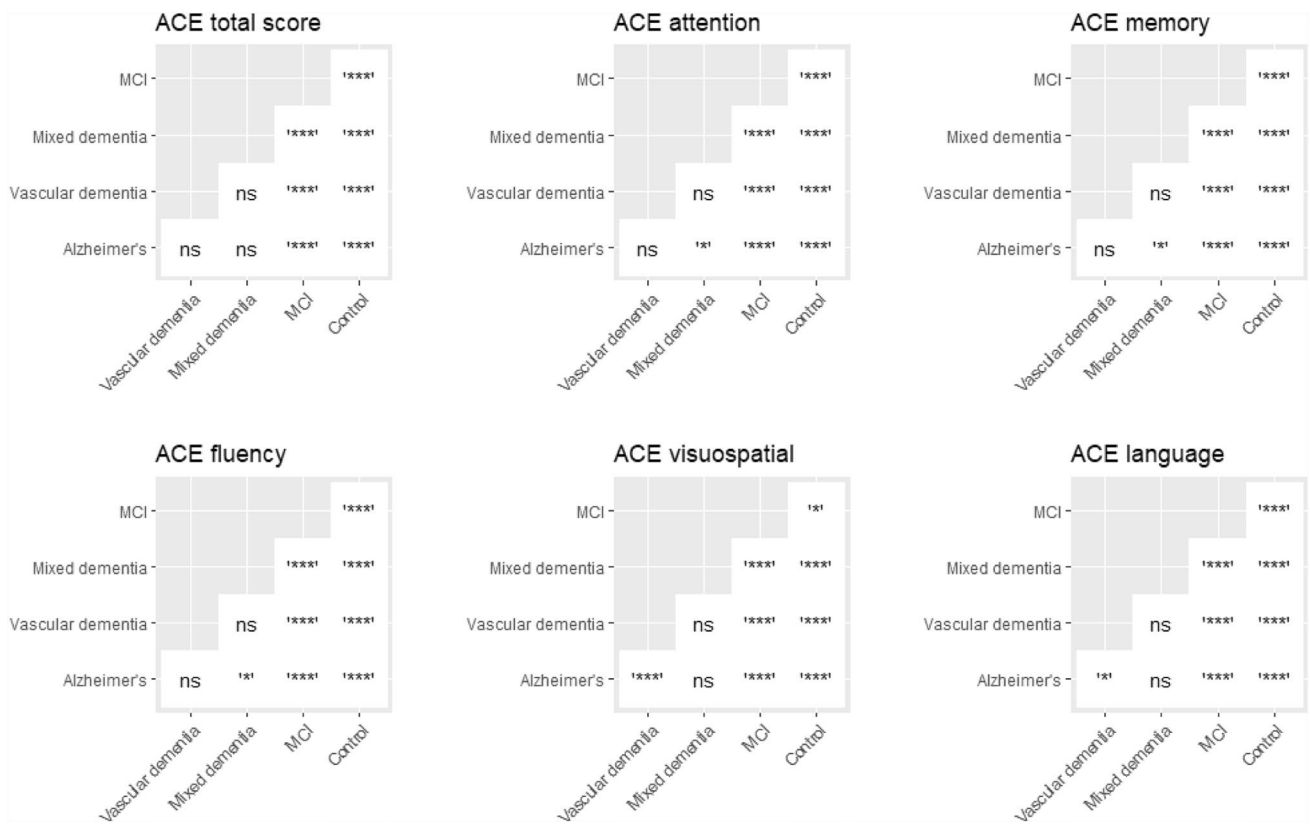 ACE total score
MCI '***'
Mixed dementia '***' '***'
Vascular dementia ns '***' '***'
Alzheimer's ns ns '***' '***'
Vascular dementia
Mixed dementia
MCI
Control
ACE attention
MCI '***'
Mixed dementia '***' '***'
Vascular dementia ns '***' '***'
Alzheimer's ns '*' '***' '***'
Vascular dementia
Mixed dementia
MCI
Control
ACE memory
MCI '***'
Mixed dementia '***' '***'
Vascular dementia ns '***' '***'
Alzheimer's ns '*' '***' '***'
Vascular dementia
Mixed dementia
MCI
Control
ACE fluency
MCI '***'
Mixed dementia '***' '***'
Vascular dementia ns '***' '***'
Alzheimer's ns '*' '***' '***'
Vascular dementia
Mixed dementia
MCI
Control
ACE visuospatial
MCI '*'
Mixed dementia '***' '***'
Vascular dementia ns '***' '***'
Alzheimer's '***' ns '***' '***'
Vascular dementia
Mixed dementia
MCI
Control
ACE language
MCI '***'
Mixed dementia '***' '***'
Vascular dementia ns '***' '***'
Alzheimer's '*' ns '***' '***'
Vascular dementia
Mixed dementia
MCI
Control